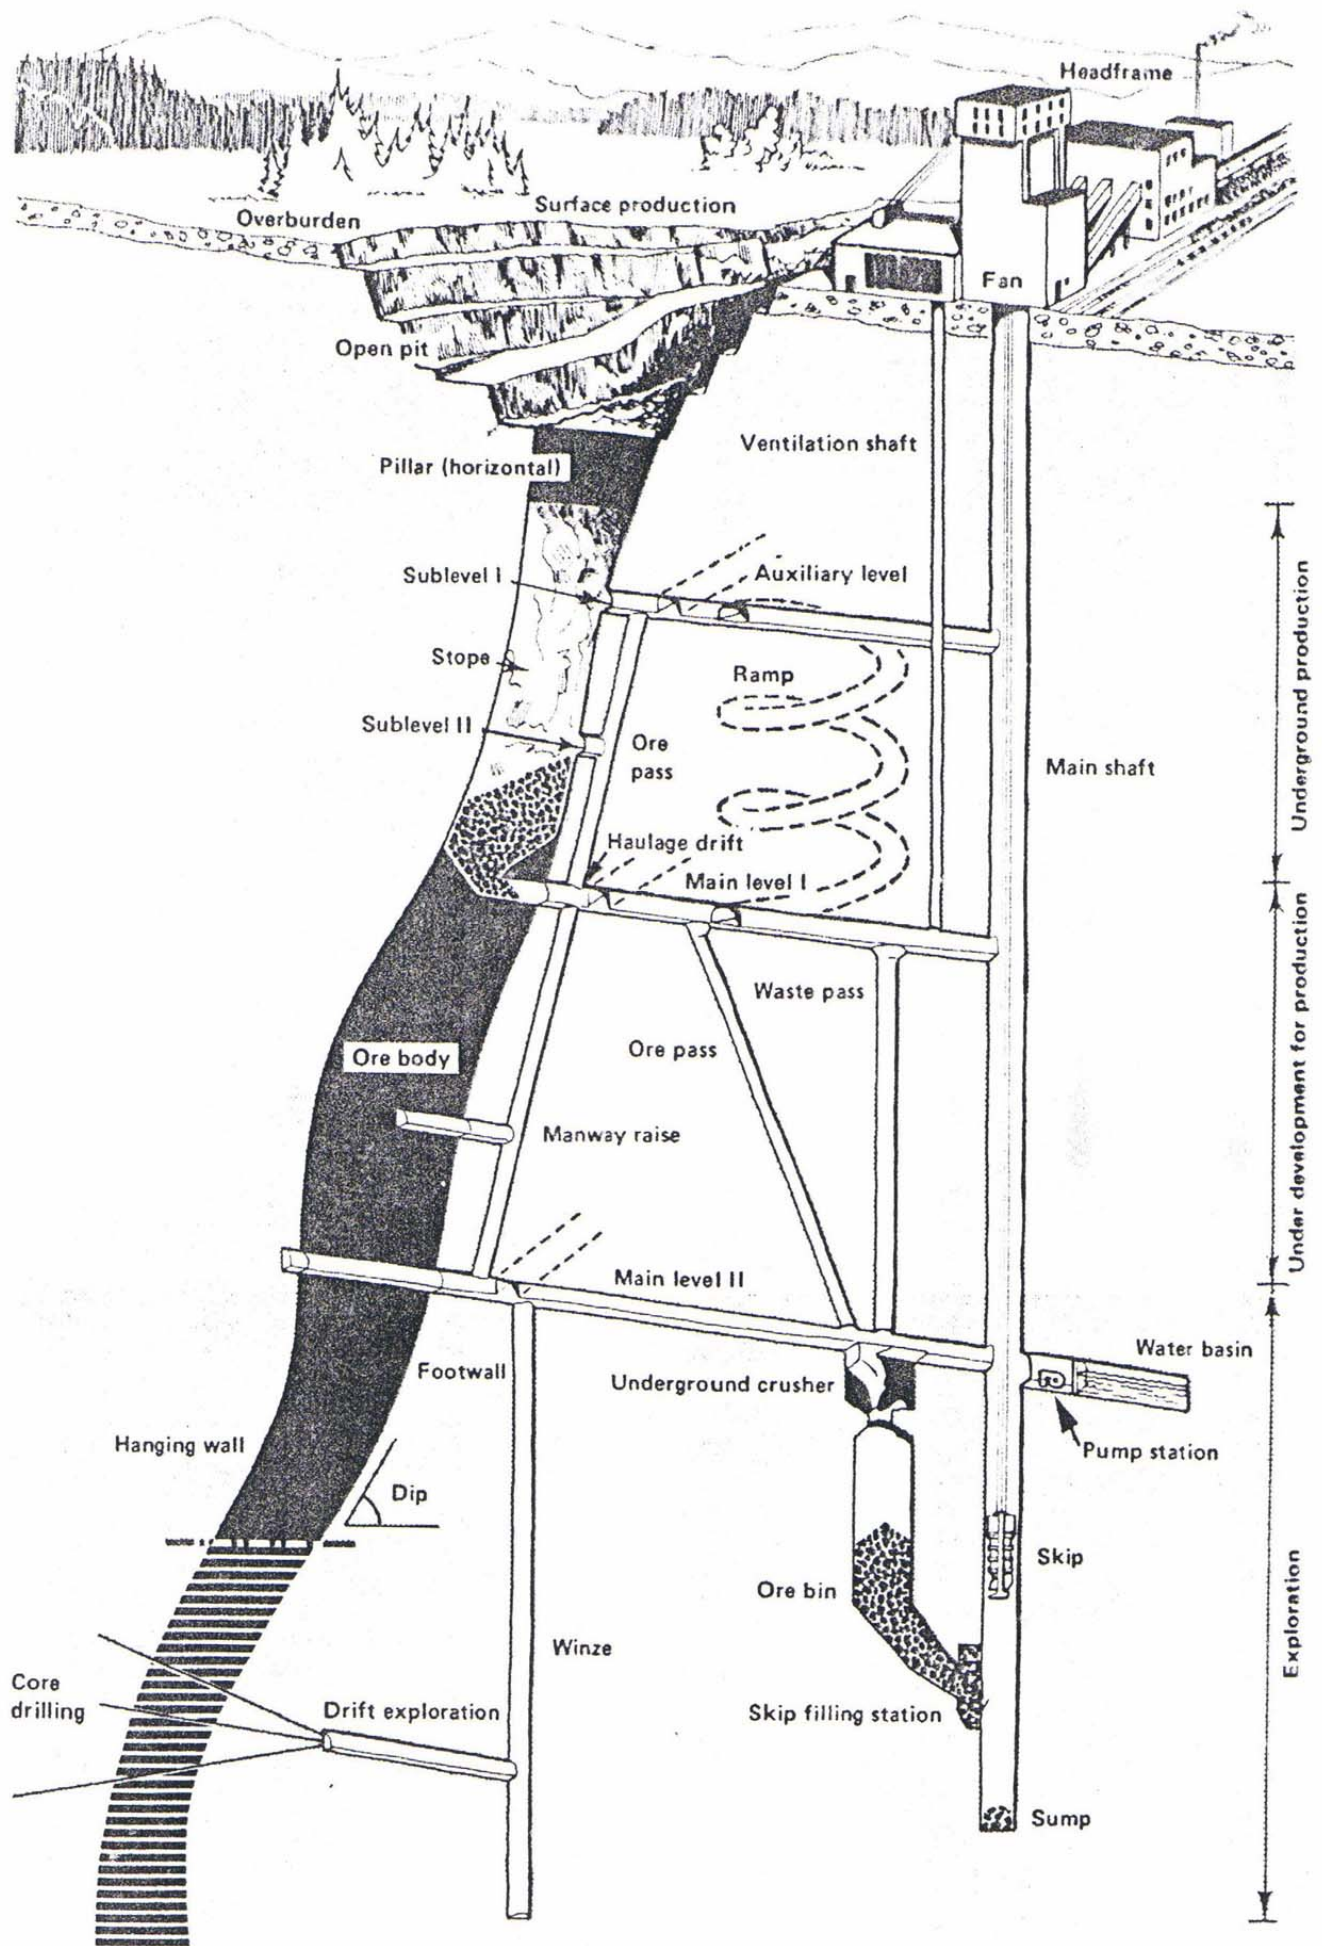 Headframe
Surface production
Overburden
Fan
Open pit
Ventilation shaft
Pillar (horizontal)
Sublevel I
Auxiliary level
Underground production
Stope
Ramp
Sublevel II
Ore
pass
Main shaft
Haulage drift
Main level I
Waste pass
Ore pass
Ore body
Under development for production
Manway raise
Main level II
Water basin
Footwall
Underground crusher
Hanging wall
Pump station
Dip
Skip
Ore bin
Exploration
Winze
Core
drilling
Drift exploration
Skip filling station
Sump